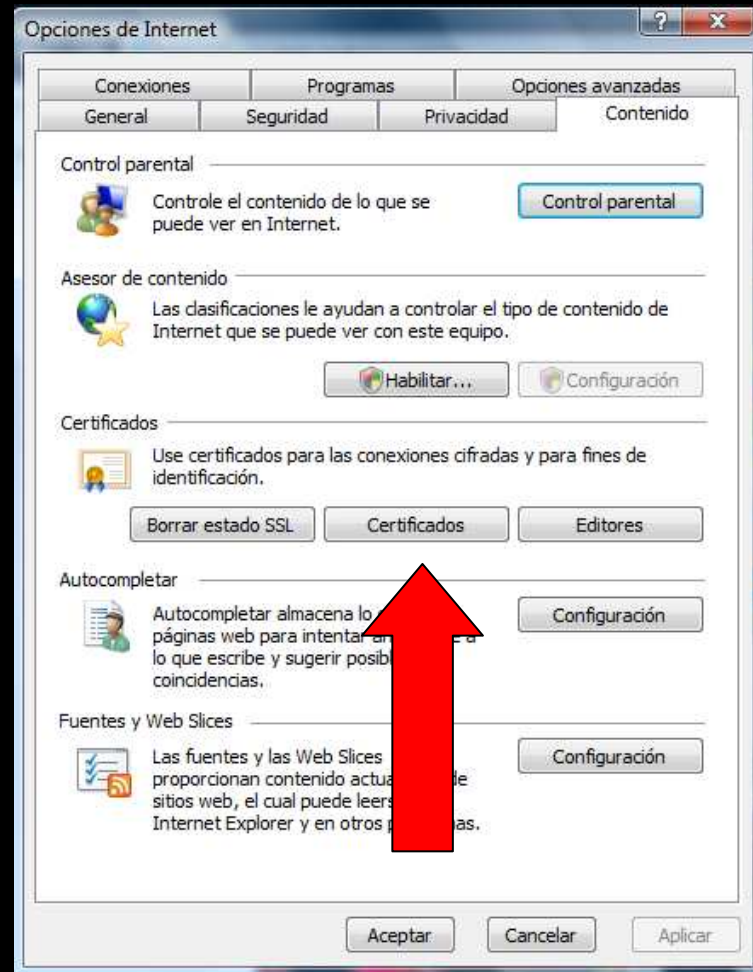 Opciones de Internet
?
Conexiones Programas Opciones avanzadas
General Seguridad Privacidad Contenido
Control parental
Controle el contenido de lo que se
puede ver en Internet.
Control parental
Asesor de contenido
Las clasificaciones le ayudan a controlar el tipo de contenido de
Internet que se puede ver con este equipo.
Habilitar... Configuración
Certificados
Use certificados para las conexiones cifradas y para fines de
identificación.
Borrar estado SSL Certificados Editores
Autocompletar
Autocompletar almacena lo
páginas web para intentar
lo que escribe y sugerir
coincidencias.
Configuración
Fuentes y Web Slices
Las fuentes y las Web Slices
proporcionan contenido
sitios web, el cual puede
Internet Explorer y en otros
Configuración
Aceptar Cancelar Aplicar